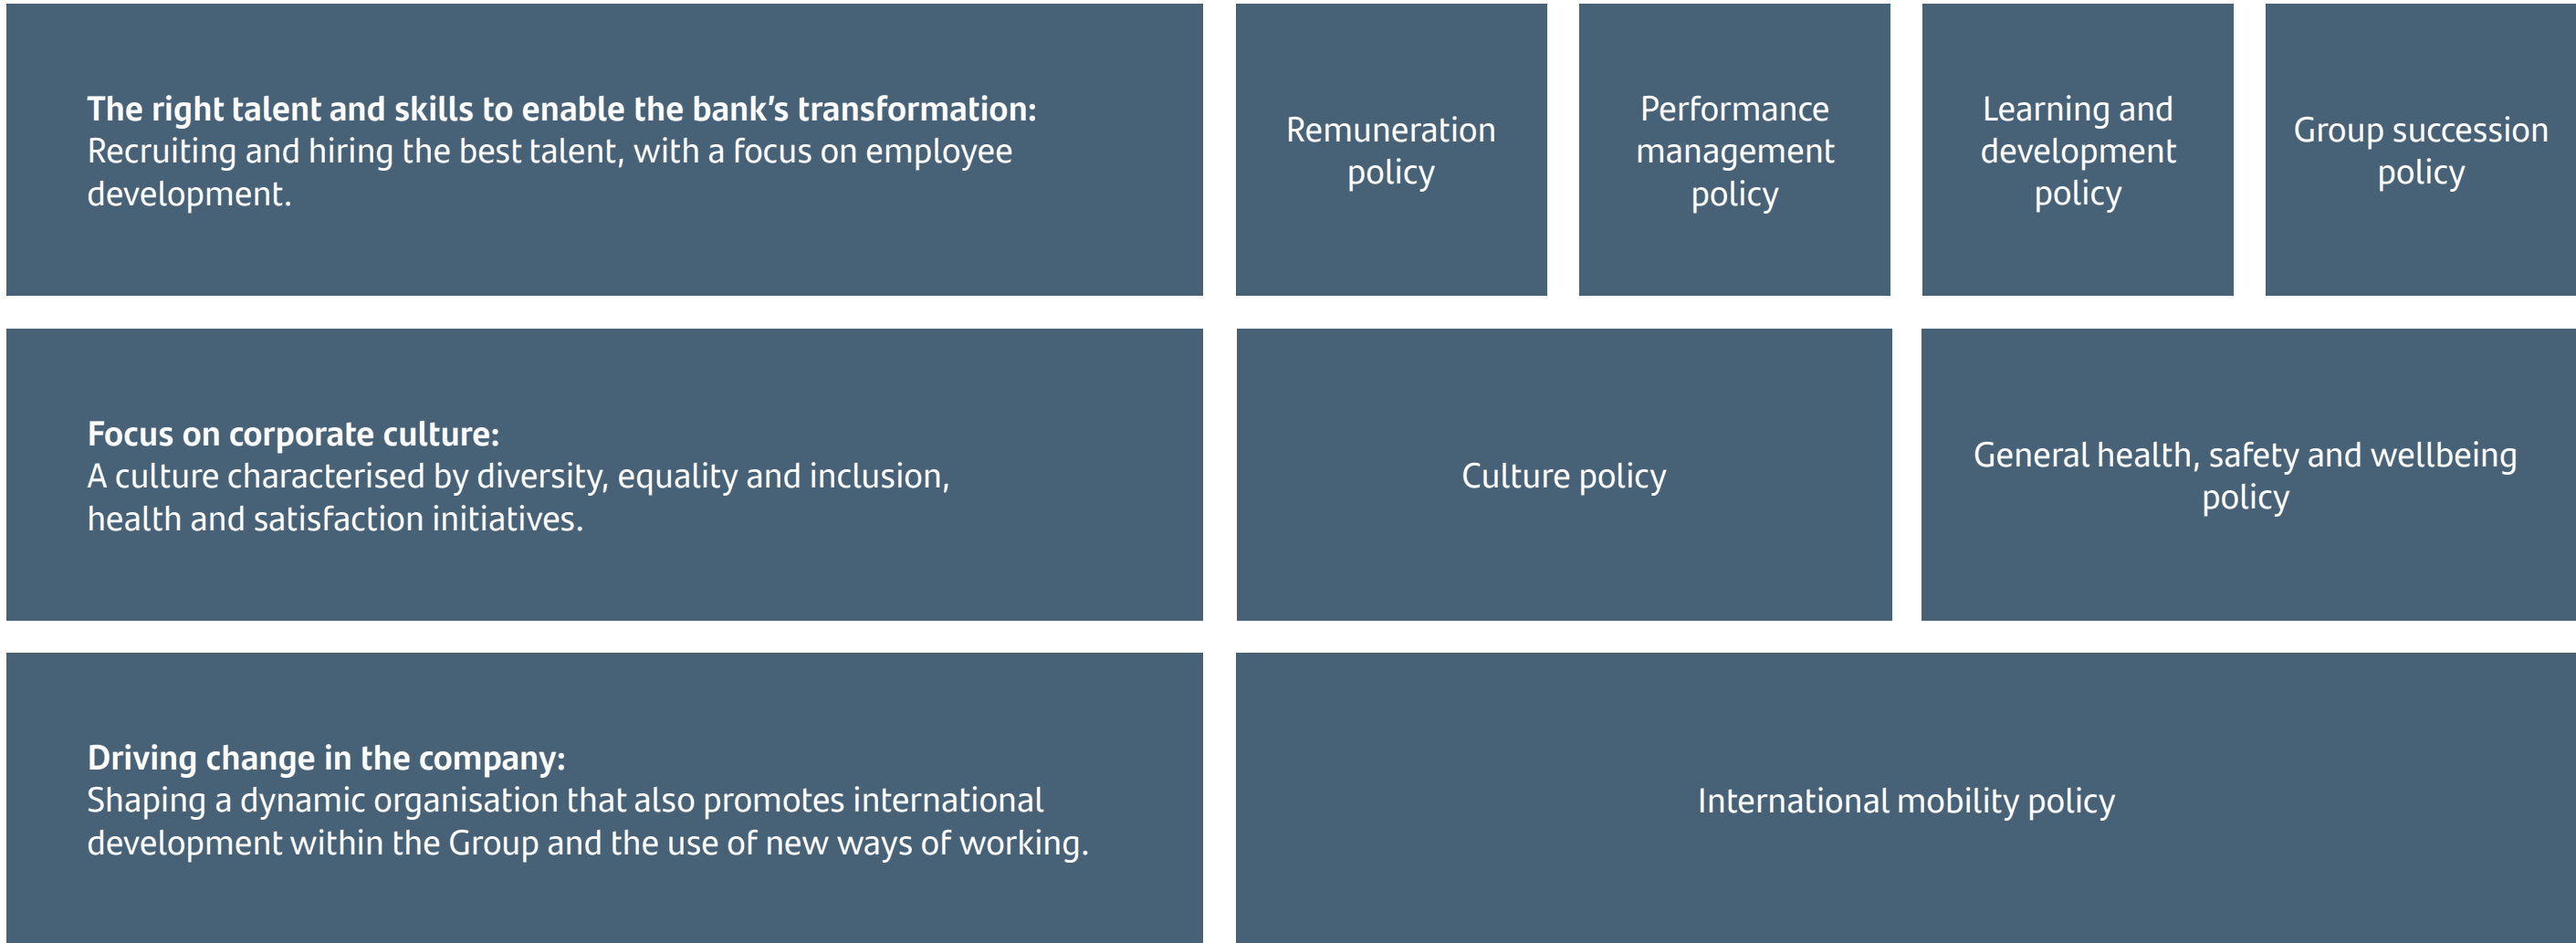 The right talent and skills to enable the bank’s transformation:
Recruiting and hiring the best talent, with a focus on employee
development.
Remuneration
policy
Performance
management
policy
Learning and
development
policy
Group succession
policy
Focus on corporate culture:
A culture characterised by diversity, equality and inclusion,
health and satisfaction initiatives.
Culture policy
General health, safety and wellbeing
policy
Driving change in the company:
Shaping a dynamic organisation that also promotes international
development within the Group and the use of new ways of working.
International mobility policy